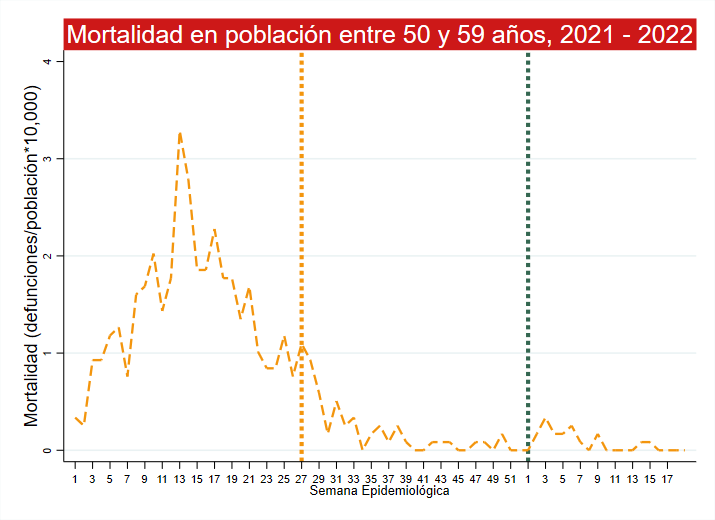 Mortalidad en población entre 50 y 59 años, 2021 - 2022
Mortalidad (defunciones/población*10,000)
4
3
2
1
0
1 3 5 7 9 11 13 15 17 19 21 23 25 27 29 31 33 35 37 39 41 43 45 47 49 51 1 3 5 7 9 11 13 15 17
Semana Epidemiológica